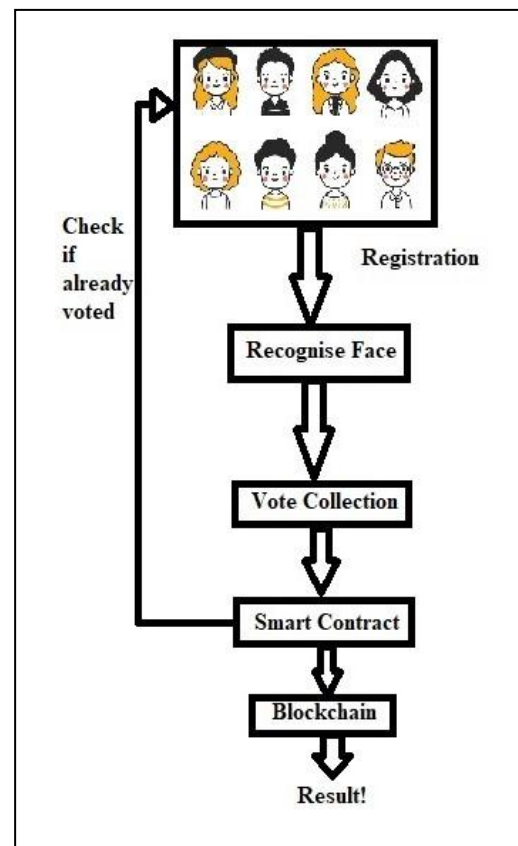 Check
if
already
voted
Registration
Recognise Face
Vote Collection
Smart Contract
Blockchain
Result!